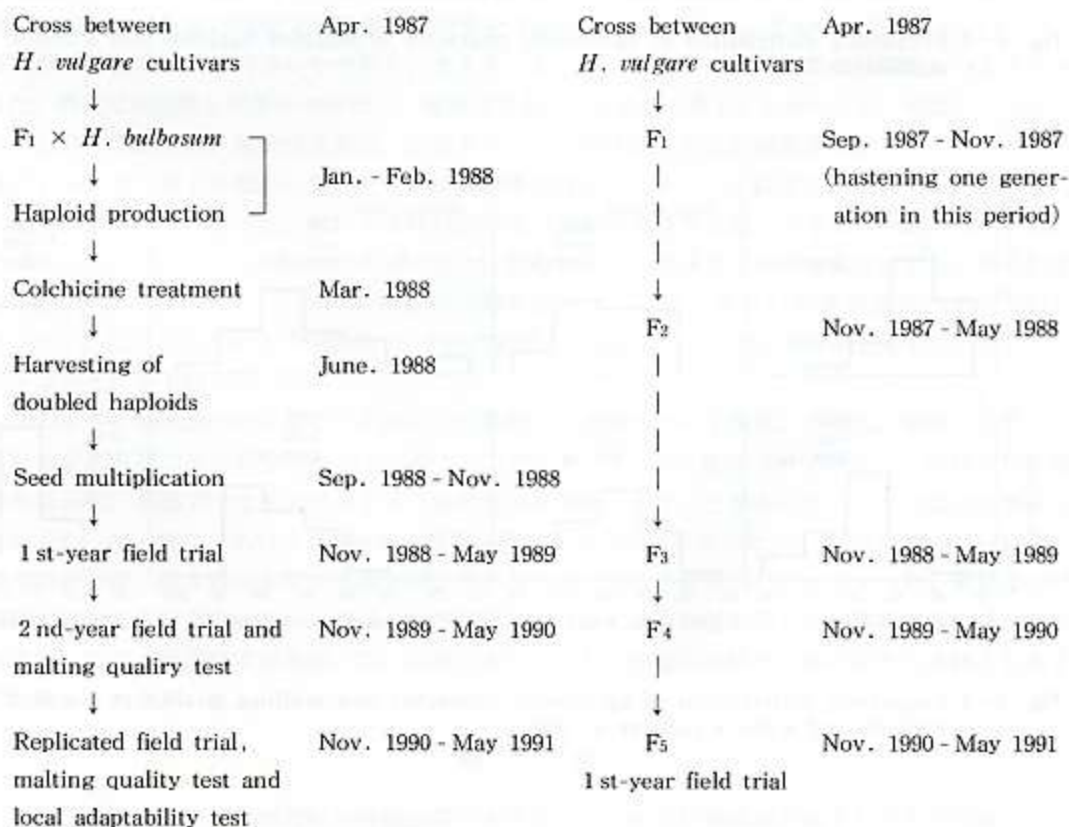 Cross between Apr. 1987
H. vulgare cultivars
↓
F1 × H. bulbosum
↓ Jan. - Feb. 1988
Haploid production
↓
Colchicine treatment Mar. 1988
↓
Harvesting of June. 1988
doubled haploids
↓
Seed multiplication Sep. 1988 - Nov. 1988
↓
1 st-year field trial Nov. 1988 - May 1989
↓
2 nd-year field trial and Nov. 1989 - May 1990
malting qualiry test
↓
Replicated field trial, Nov. 1990 - May 1991
malting quality test and
local adaptability test
Cross between Apr. 1987
H. vulgare cultivars
↓
F1 Sep. 1987 - Nov. 1987
(hastening one gener-
ation in this period)
↓
F2 Nov. 1987 - May 1988
↓
F3 Nov. 1988 - May 1989
↓
F4 Nov. 1989 - May 1990
↓
F5 Nov. 1990 - May 1991
1 st-year field trial